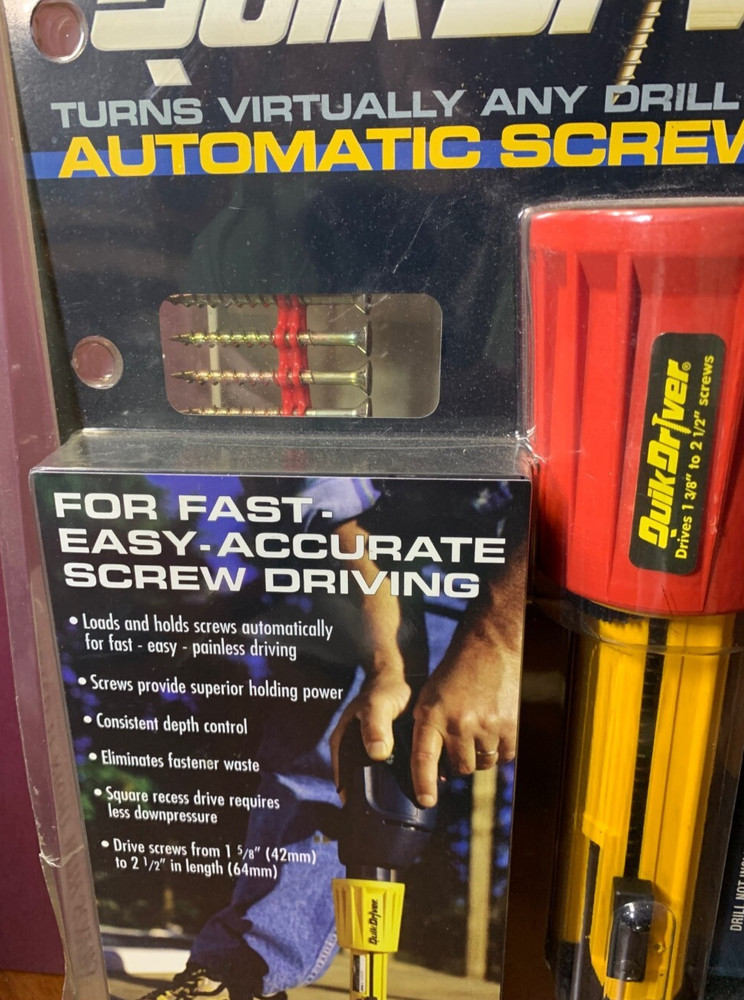 TURNS VIRTUALLY ANY DRILL
AUTOMATIC
QuikDriver®
Drives 1 3/8" to 2 1/2" screws
FOR FAST-
EASY-ACCURATE
SCREW DRIVING
• Loads and holds screws automatically
for fast - easy - painless driving
• Screws provide superior holding power
• Consistent depth control
• Eliminates fastener waste
• Square recess drive requires
less downpressure
• Drive screws from 1 5/8" (42mm)
to 2 1/2" in length (64mm)
QuikDriver
DRILL NOT